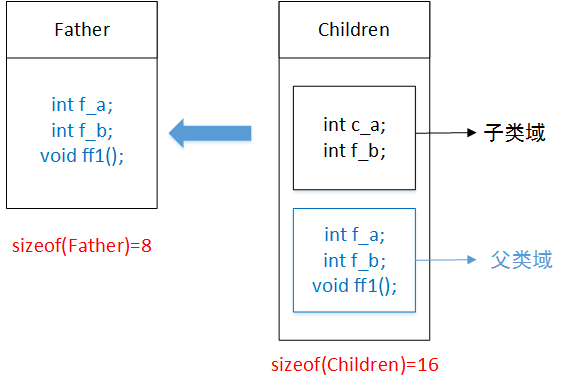 Father
int f_a;
int f_b;
void ff1();
sizeof(Father)=8
Children
int c_a;
int f_b;
子类域
int f_a;
int f_b;
void ff1();
父类域
sizeof(Children)=16